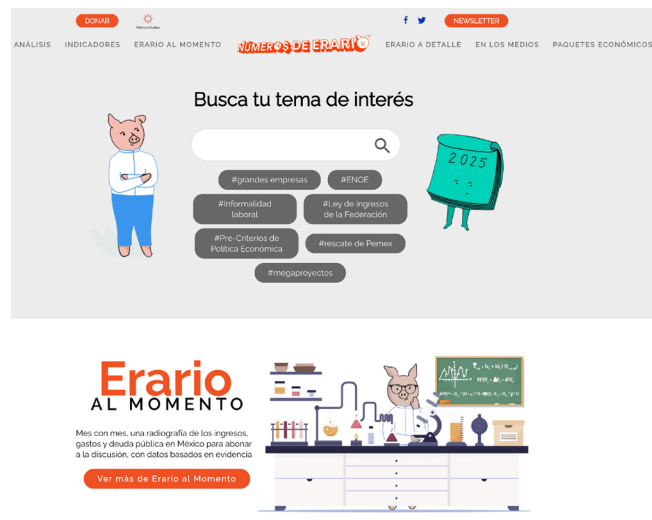 DONAR
México Evalúa
NEWSLETTER
ANÁLISIS INDICADORES ERARIO AL MOMENTO NÚMEROS DE ERARIO ERARIO A DETALLE EN LOS MEDIOS PAQUETES ECONÓMICOS
Busca tu tema de interés
2025
#grandes empresas #ENOE
#Informalidad
laboral
#Ley de Ingresos
de la Federación
#Pre-Criterios de
Política Económica
#rescate de Pemex
#megaproyectos
Erario
AL MOMENTO
Mes con mes, una radiografía de los ingresos,
gastos y deuda pública en México para abonar
a la discusión, con datos basados en evidencia
Ver más de Erario al Momento